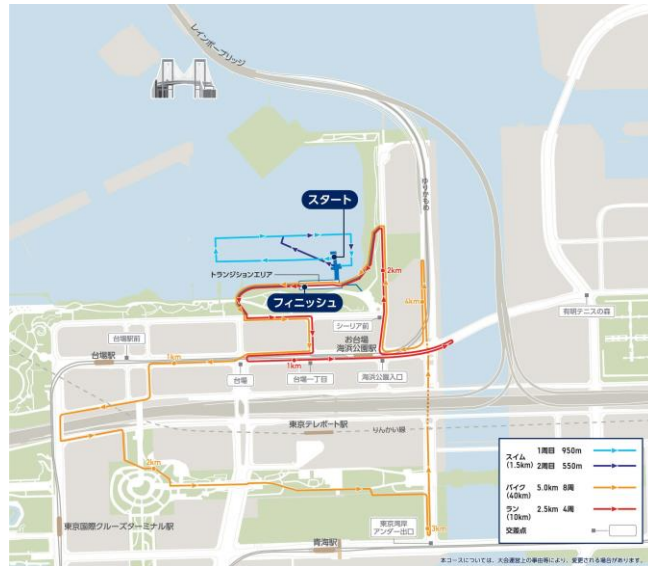 レインボーブリッジ
スタート
ゆりかもめ
トランジションエリア
2km
フィニッシュ
4km
シーリア前
有明テニスの森
台場駅前
お台場
海浜公園駅
台場駅
1km
1km
台場
台場一丁目
海浜公園入口
東京テレポート駅
りんかい線
2km
スイム
(1.5km)
1周目 950m
2周目 550m
バイク
(40km)
5.0km 8周
ラン
(10km)
2.5km 4周
交差点
東京国際クルーズターミナル駅
青海駅
東京湾岸
アンダー出口
3km
本コースについては、大会運営上の事由等により、変更される場合があります。